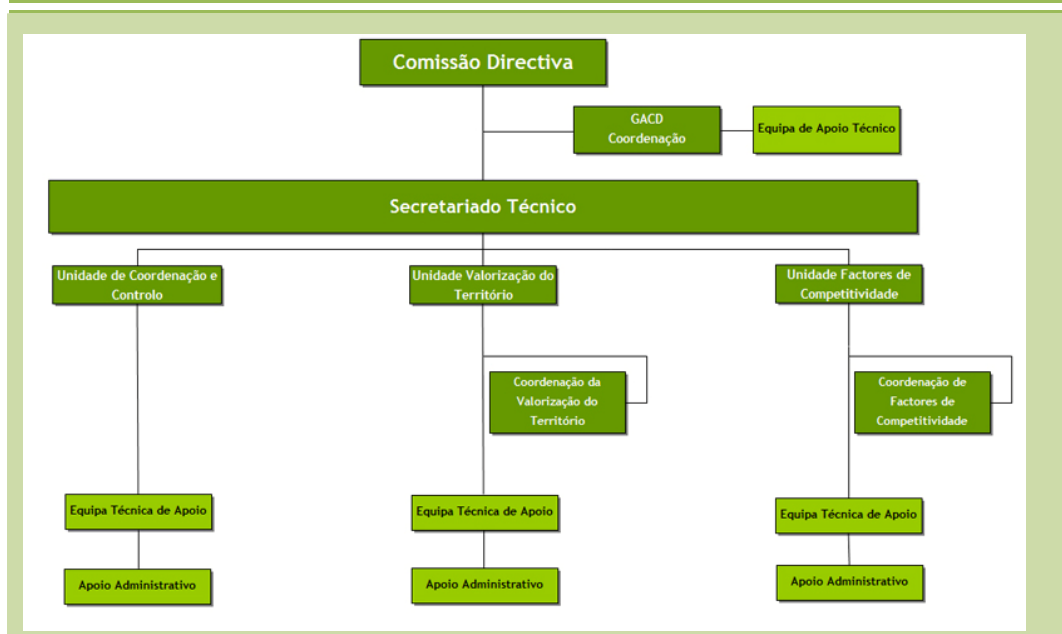 Comissão Directiva
GACD
Coordenação
Equipa de Apoio Técnico
Secretariado Técnico
Unidade de Coordenação e
Controlo
Unidade Valorização do
Território
Unidade Factores de
Competitividade
Coordenação da
Valorização do
Território
Coordenação de
Factores de
Competitividade
Equipa Técnica de Apoio
Equipa Técnica de Apoio
Equipa Técnica de Apoio
Apoio Administrativo
Apoio Administrativo
Apoio Administrativo